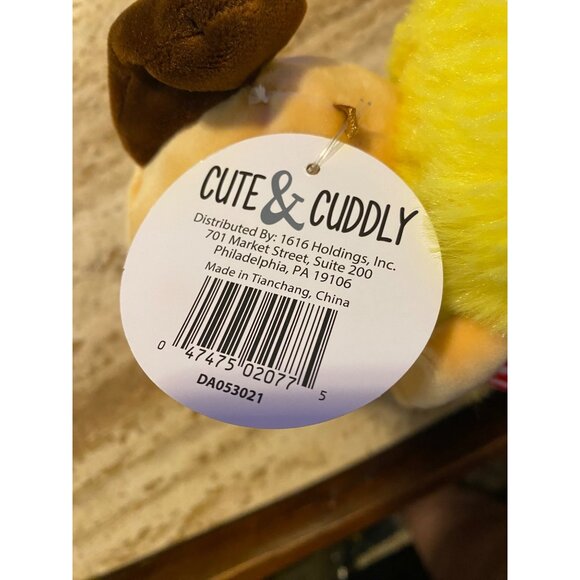 CUTE & CUDDLY
Distributed By: 1616 Holdings, Inc.
701 Market Street, Suite 200
Philadelphia, PA 19106
Made in Tianchang, China
0 47475 02077 5
DA053021